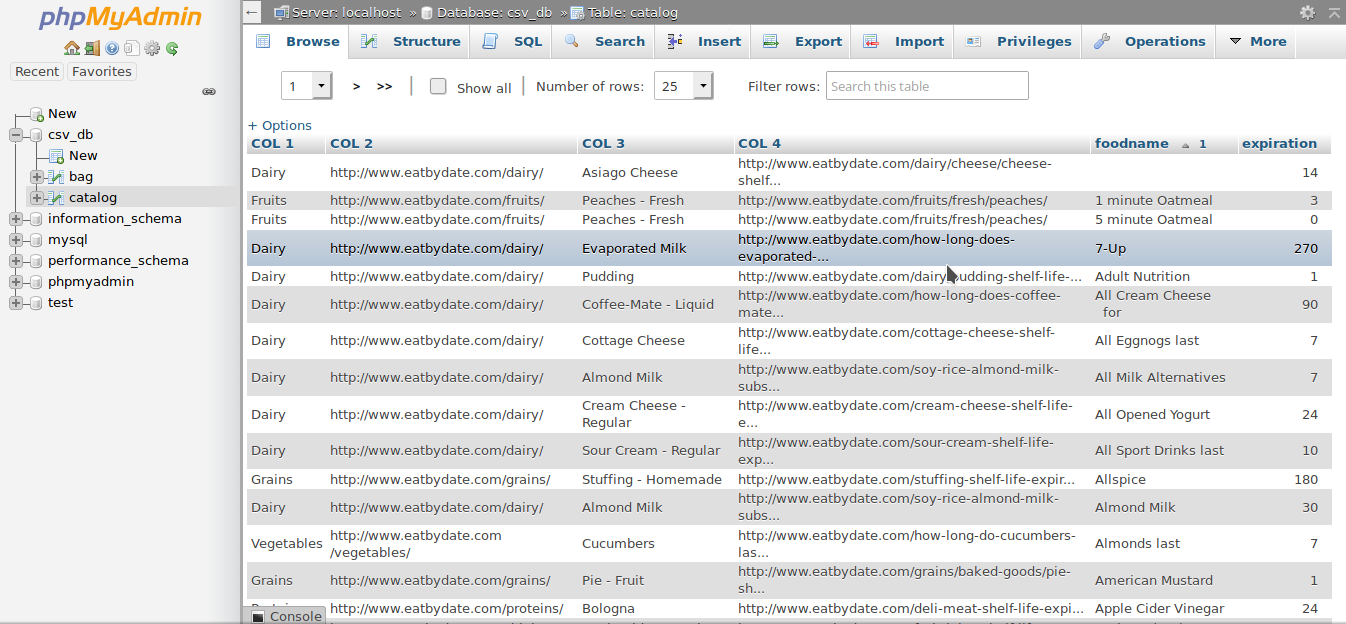 phpMyAdmin
Recent Favorites
New
csv_db
New
bag
catalog
information_schema
mysql
performance_schema
phpmyadmin
test
Server: localhost » Database: csv_db » Table: catalog
Browse Structure SQL Search Insert Export Import Privileges Operations More
1 > >> Show all Number of rows: 25 Filter rows: Search this table
+ Options
COL 1 COL 2 COL 3 COL 4 foodname 1 expiration
Dairy http://www.eatbydate.com/dairy/ Asiago Cheese http://www.eatbydate.com/dairy/cheese/cheese-
shelf... 14
Fruits http://www.eatbydate.com/fruits/ Peaches - Fresh http://www.eatbydate.com/fruits/fresh/peaches/ 1 minute Oatmeal 3
Fruits http://www.eatbydate.com/fruits/ Peaches - Fresh http://www.eatbydate.com/fruits/fresh/peaches/ 5 minute Oatmeal 0
Dairy http://www.eatbydate.com/dairy/ Evaporated Milk http://www.eatbydate.com/how-long-does-
evaporated-... 7-Up 270
Dairy http://www.eatbydate.com/dairy/ Pudding http://www.eatbydate.com/dairy/pudding-shelf-life-... Adult Nutrition 1
Dairy http://www.eatbydate.com/dairy/ Coffee-Mate - Liquid http://www.eatbydate.com/how-long-does-coffee-
mate... All Cream Cheese
for 90
Dairy http://www.eatbydate.com/dairy/ Cottage Cheese http://www.eatbydate.com/cottage-cheese-shelf-
life... All Eggnogs last 7
Dairy http://www.eatbydate.com/dairy/ Almond Milk http://www.eatbydate.com/soy-rice-almond-milk-
subs... All Milk Alternatives 7
Dairy http://www.eatbydate.com/dairy/ Cream Cheese -
Regular http://www.eatbydate.com/cream-cheese-shelf-life-
e... All Opened Yogurt 24
Dairy http://www.eatbydate.com/dairy/ Sour Cream - Regular http://www.eatbydate.com/sour-cream-shelf-life-
exp... All Sport Drinks last 10
Grains http://www.eatbydate.com/grains/ Stuffing - Homemade http://www.eatbydate.com/stuffing-shelf-life-expir... Allspice 180
Dairy http://www.eatbydate.com/dairy/ Almond Milk http://www.eatbydate.com/soy-rice-almond-milk-
subs... Almond Milk 30
Vegetables http://www.eatbydate.com
/vegetables/ Cucumbers http://www.eatbydate.com/how-long-do-cucumbers-
las... Almonds last 7
Grains http://www.eatbydate.com/grains/ Pie - Fruit http://www.eatbydate.com/grains/baked-goods/pie-
sh... American Mustard 1
http://www.eatbydate.com/proteins/ Bologna http://www.eatbydate.com/deli-meat-shelf-life-expi... Apple Cider Vinegar 24
Console